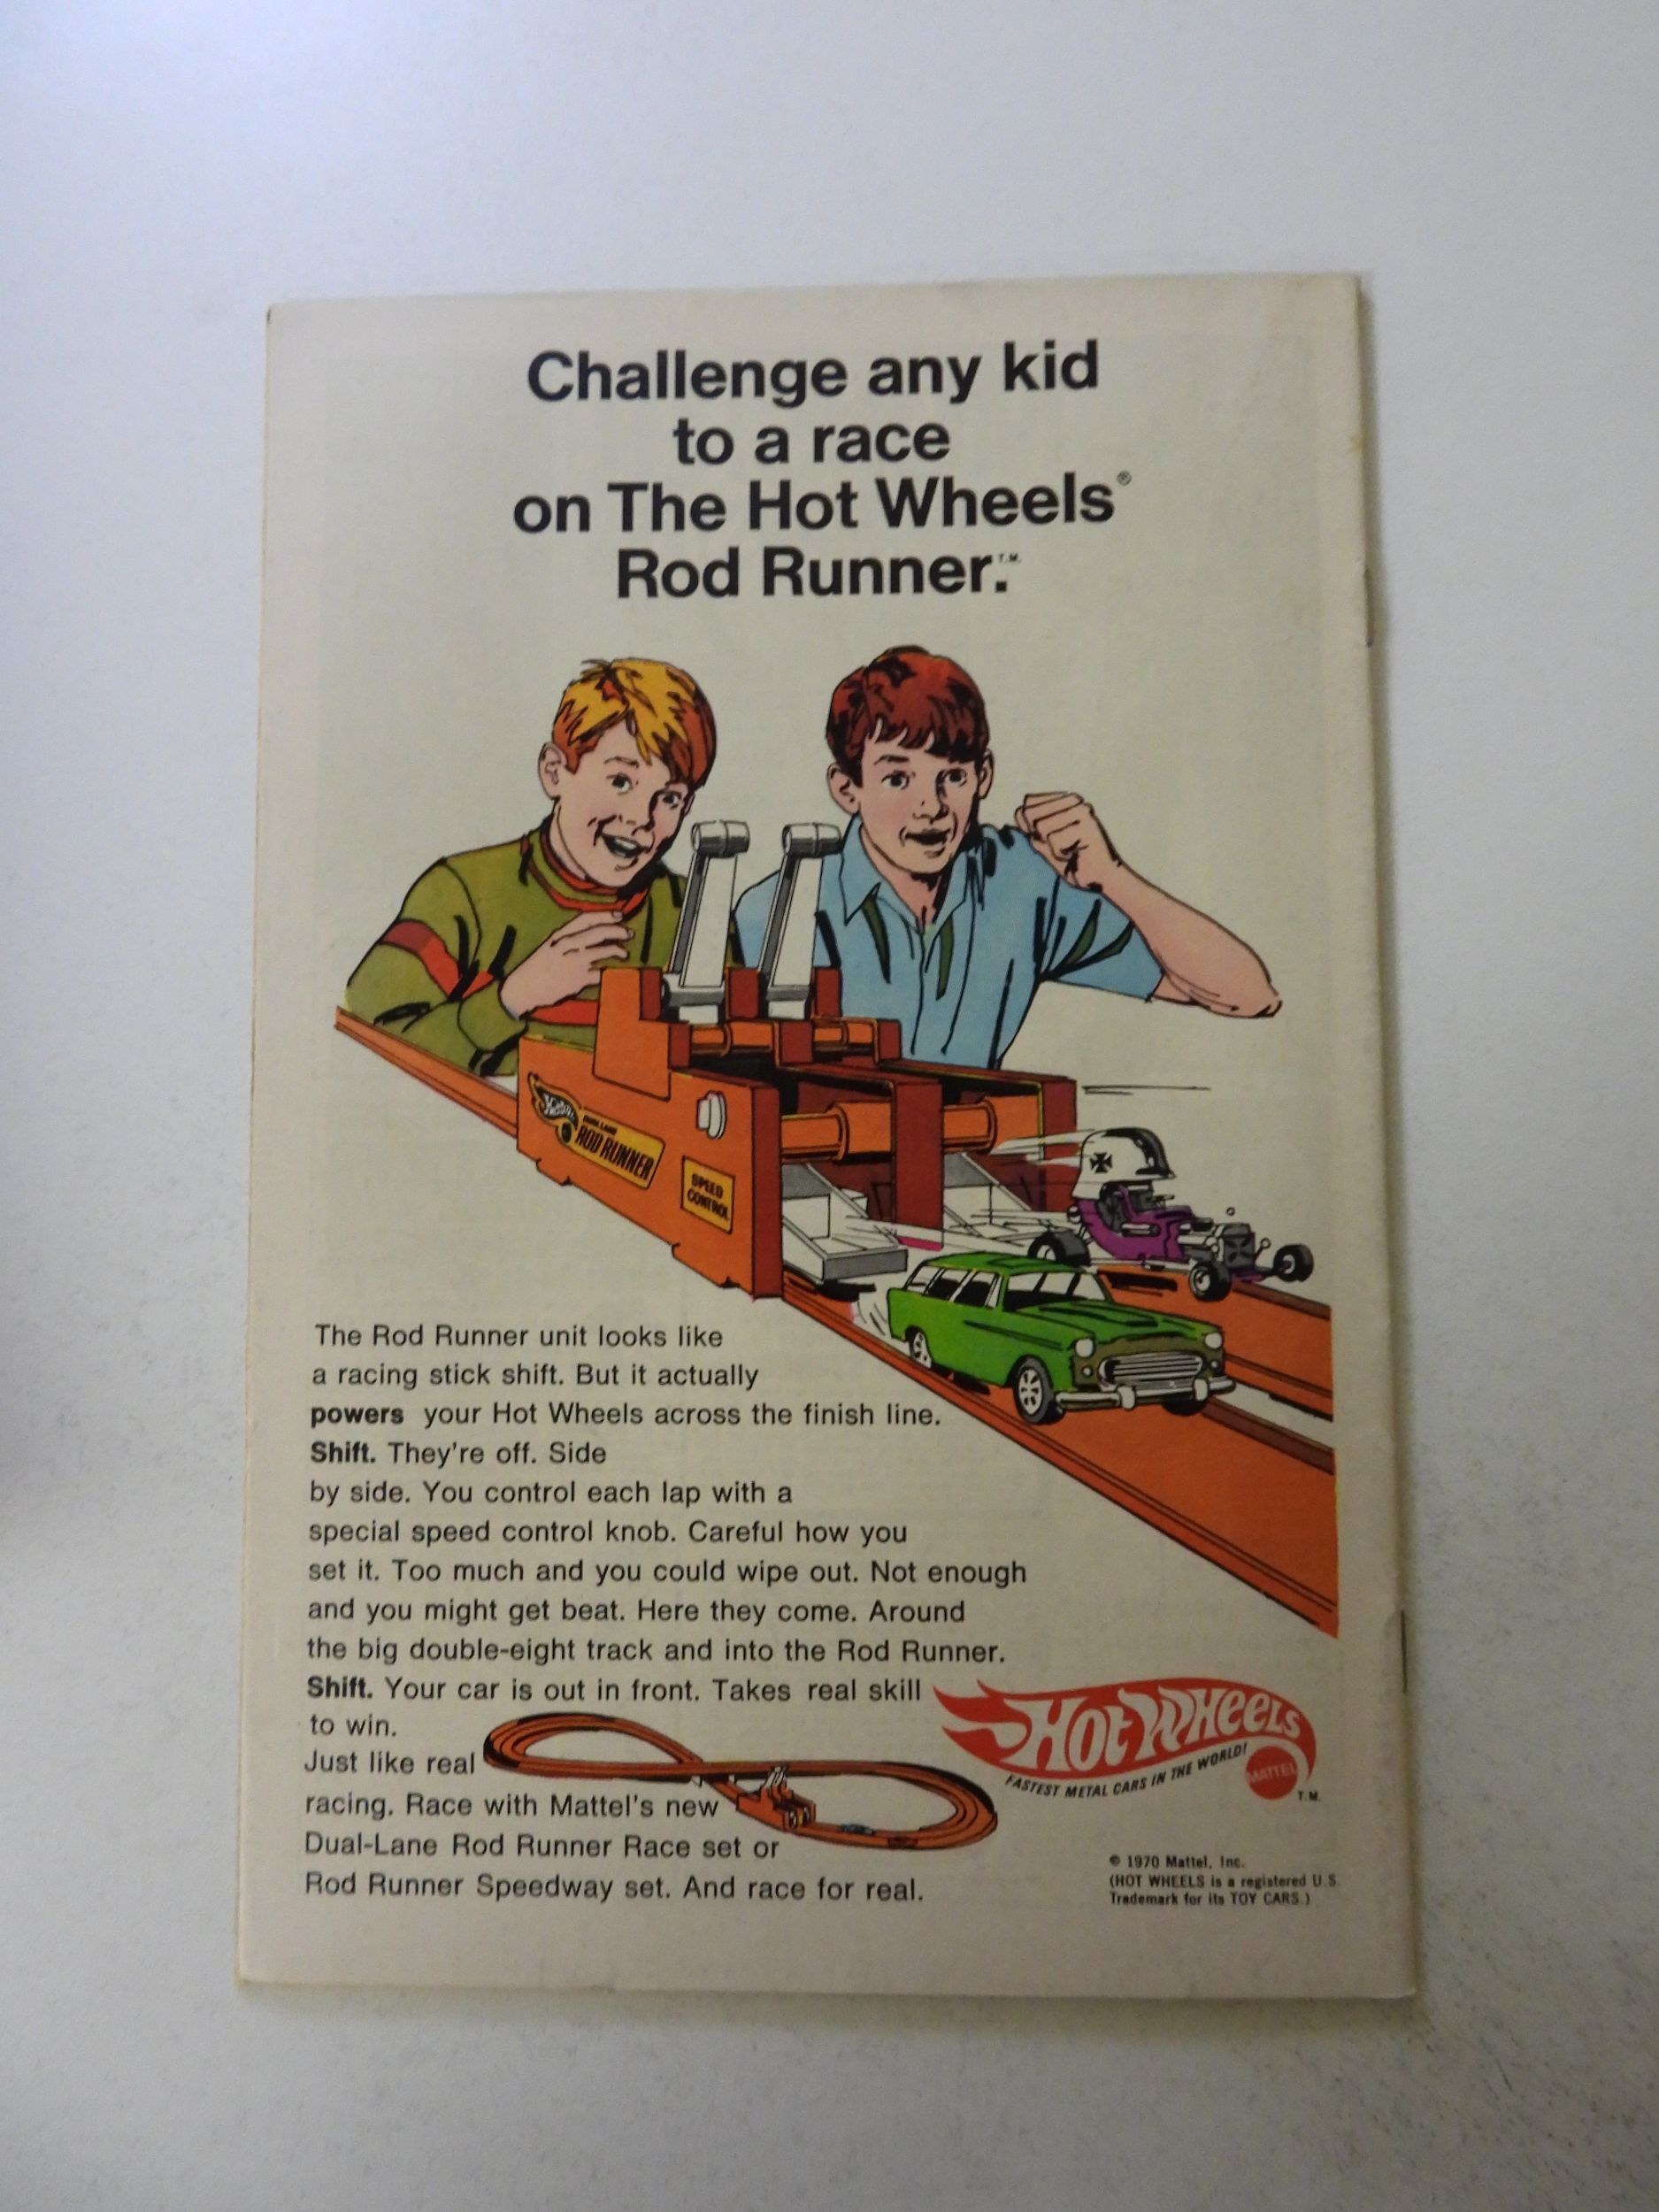 Challenge any kid
to a race
on The Hot Wheels®
Rod Runner.T.M.
Hot Wheels
DUAL LANE
ROD RUNNER
SPEED
CONTROL
The Rod Runner unit looks like
a racing stick shift. But it actually
powers your Hot Wheels across the finish line.
Shift. They're off. Side
by side. You control each lap with a
special speed control knob. Careful how you
set it. Too much and you could wipe out. Not enough
and you might get beat. Here they come. Around
the big double-eight track and into the Rod Runner.
Shift. Your car is out in front. Takes real skill
to win.
Just like real
racing. Race with Mattel's new
Dual-Lane Rod Runner Race set or
Rod Runner Speedway set. And race for real.
HOT WHEELS
FASTEST METAL CARS IN THE WORLD!
MATTEL
T.M.
© 1970 Mattel, Inc.
(HOT WHEELS is a registered U.S.
Trademark for its TOY CARS.)